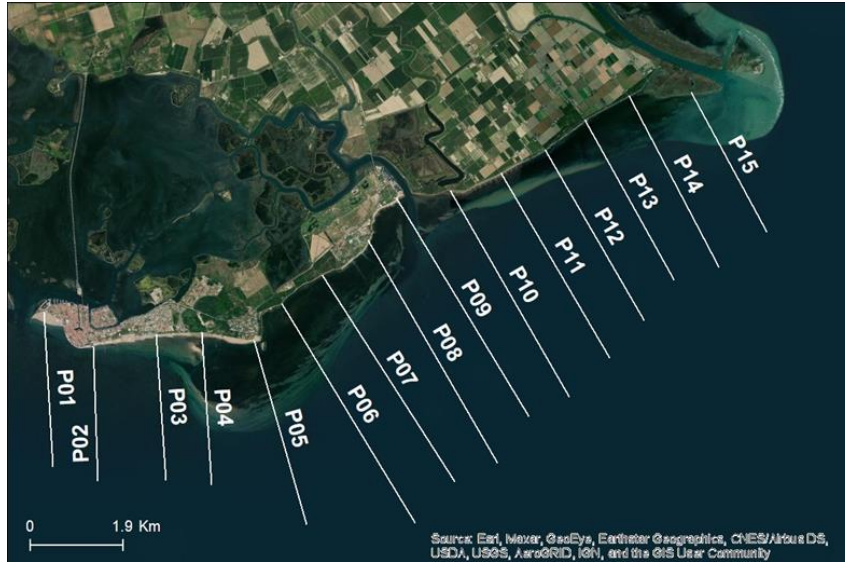 P01
P02
P03
P04
P05
P06
P07
P08
P09
P10
P11
P12
P13
P14
P15
0 1.9 Km
Source: Esri, Maxar, GeoEye, Earthstar Geographics, CNES/Airbus DS,
USDA, USGS, AeroGRID, IGN, and the GIS User Community